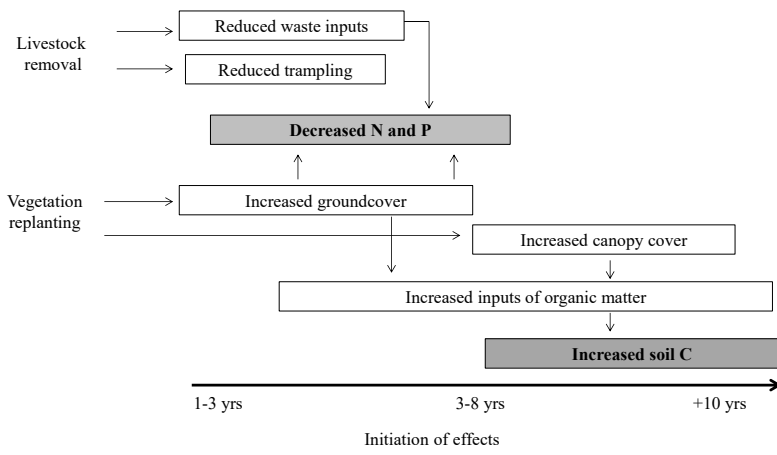 Livestock
removal
Reduced waste inputs
Reduced trampling
Decreased N and P
Vegetation
replanting
Increased groundcover
Increased canopy cover
Increased inputs of organic matter
Increased soil C
1-3 yrs
3-8 yrs
+10 yrs
Initiation of effects